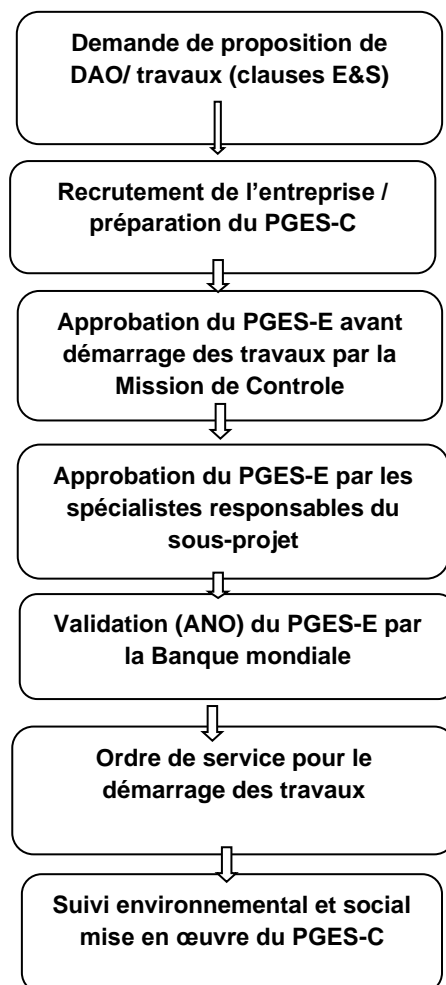 Demande de proposition de
DAO/ travaux (clauses E&S)
Recrutement de l’entreprise /
préparation du PGES-C
Approbation du PGES-E avant
démarrage des travaux par la
Mission de Controle
Approbation du PGES-E par les
spécialistes responsables du
sous-projet
Validation (ANO) du PGES-E par
la Banque mondiale
Ordre de service pour le
démarrage des travaux
Suivi environnemental et social
mise en œuvre du PGES-C